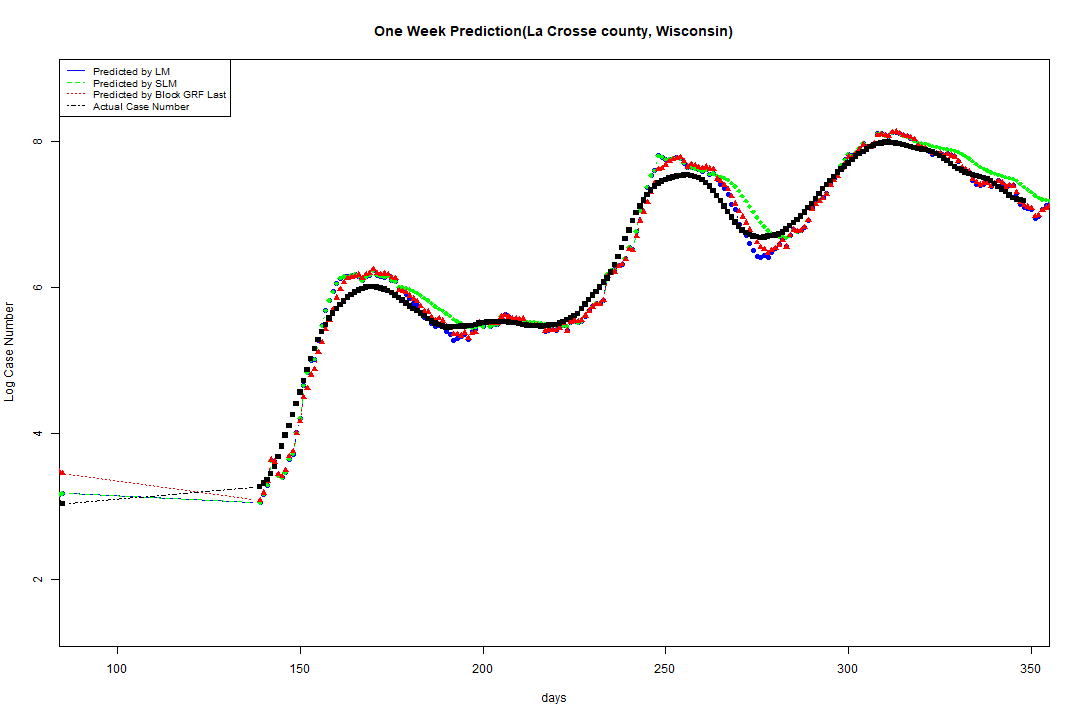 One Week Prediction(La Crosse county, Wisconsin)
Predicted by LM
Predicted by SLM
Predicted by Block GRF Last
Actual Case Number
8
6
4
2
Log Case Number
100 150 200 250 300 350
days